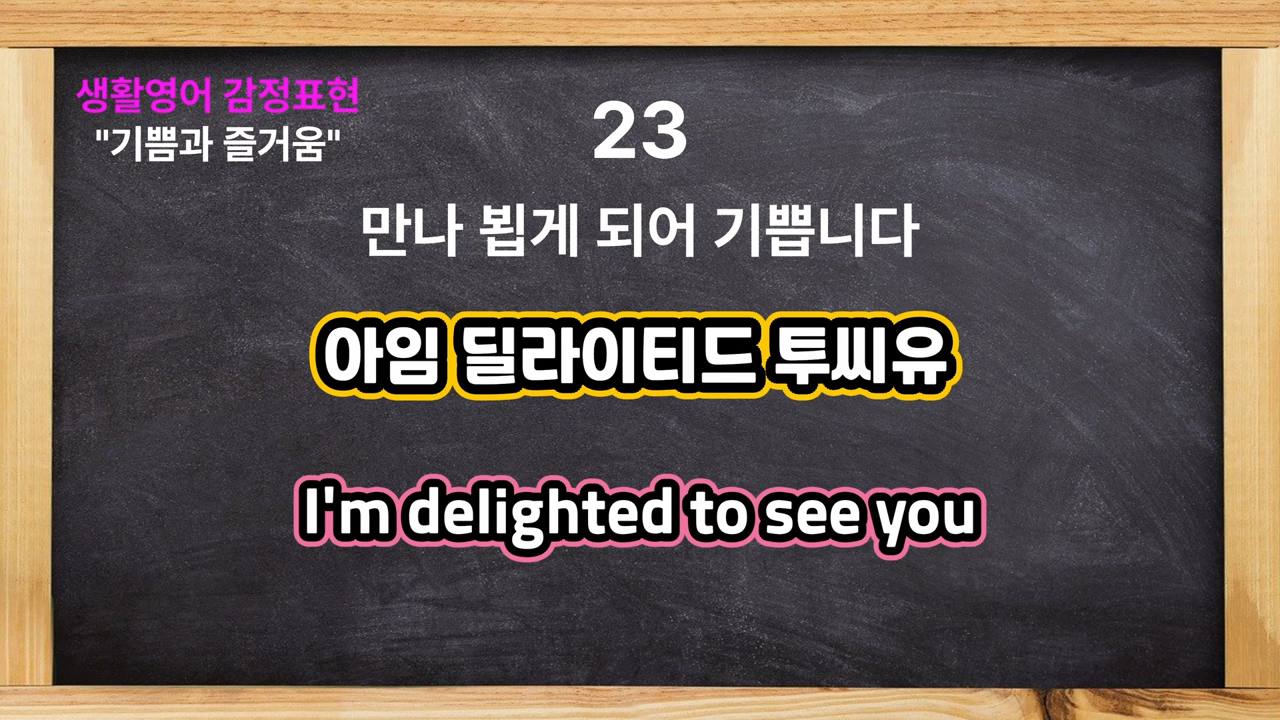 생활영어 감정표현
"기쁨과 즐거움"
23
만나 뵙게 되어 기쁩니다
아임 딜라이티드 투씨유
I'm delighted to see you